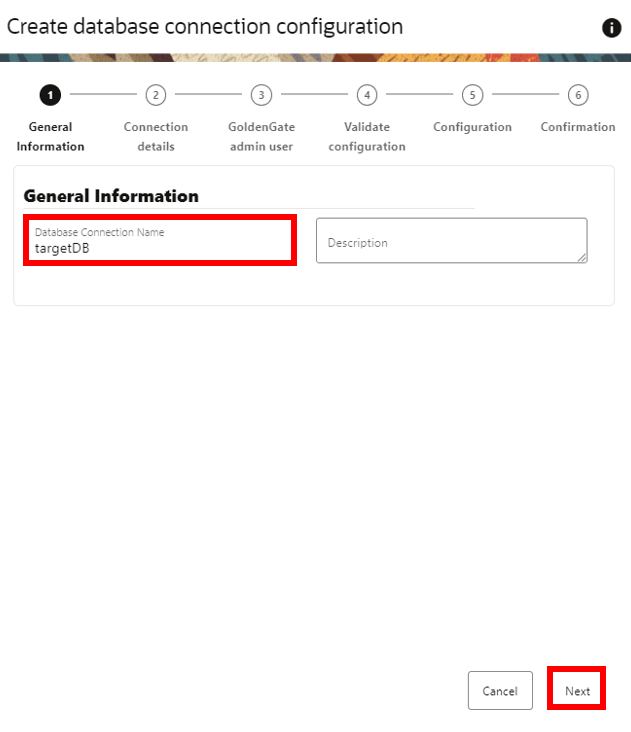 Create database connection configuration
i
1 2 3 4 5 6
General Information
Connection details
GoldenGate admin user
Validate configuration
Configuration
Confirmation
General Information
Database Connection Name
targetDB
Description
Cancel
Next